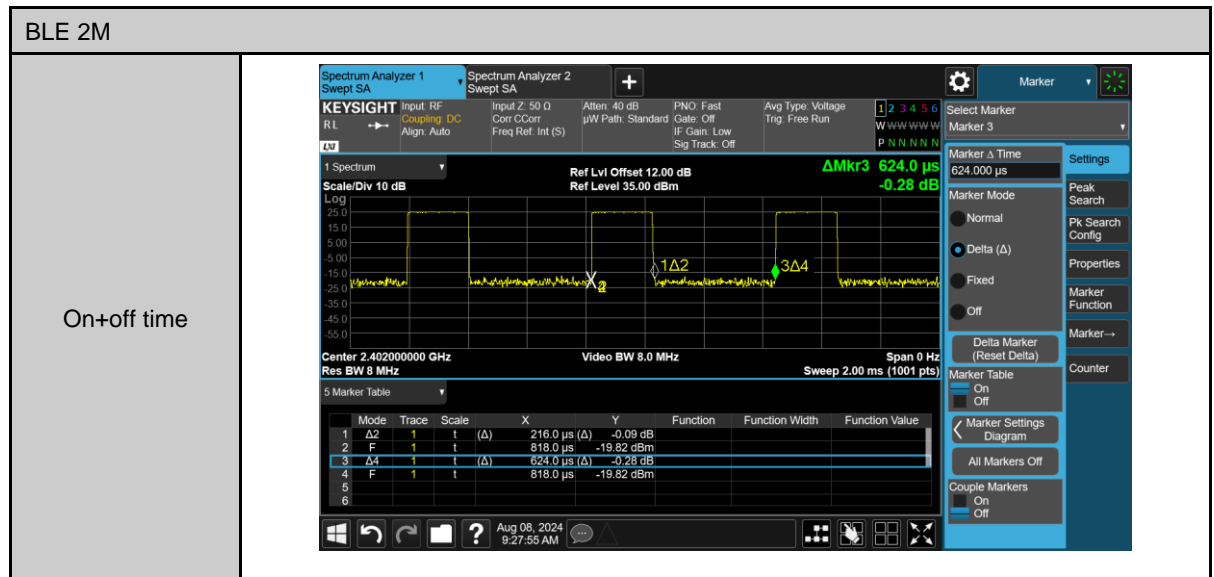 BLE 2M
On+off time
Spectrum Analyzer 1
Swept SA
Spectrum Analyzer 2
Swept SA
+
Marker
KEYSIGHT
RL
LXI
Input: RF
Coupling: DC
Align: Auto
Input Z: 50 Ω
Corr CCorr
Freq Ref: Int (S)
Atten: 40 dB
µW Path: Standard
PNO: Fast
Gate: Off
IF Gain: Low
Sig Track: Off
Avg Type: Voltage
Trig: Free Run
1 2 3 4 5 6
W W W W W W
P N N N N N
Select Marker
Marker 3
1 Spectrum
Scale/Div 10 dB
Ref Lvl Offset 12.00 dB
Ref Level 35.00 dBm
ΔMkr3 624.0 µs
-0.28 dB
Log
25.0
15.0
5.00
-5.00
-15.0
-25.0
-35.0
-45.0
-55.0
1Δ2
3Δ4
Center 2.402000000 GHz
Res BW 8 MHz
Video BW 8.0 MHz
Span 0 Hz
Sweep 2.00 ms (1001 pts)
5 Marker Table
Mode Trace Scale X Y Function Function Width Function Value
1 Δ2 1 t (Δ) 216.0 µs (Δ) -0.09 dB
2 F 1 t 818.0 µs -19.82 dBm
3 Δ4 1 t (Δ) 624.0 µs (Δ) -0.28 dB
4 F 1 t 818.0 µs -19.82 dBm
5
6
Marker Δ Time
624.000 µs
Marker Mode
Normal
Delta (Δ)
Fixed
Off
Delta Marker
(Reset Delta)
Marker Table
On
Off
Marker Settings
Diagram
All Markers Off
Couple Markers
On
Off
Settings
Peak
Search
Pk Search
Config
Properties
Marker
Function
Marker→
Counter
?
Aug 08, 2024
9:27:55 AM